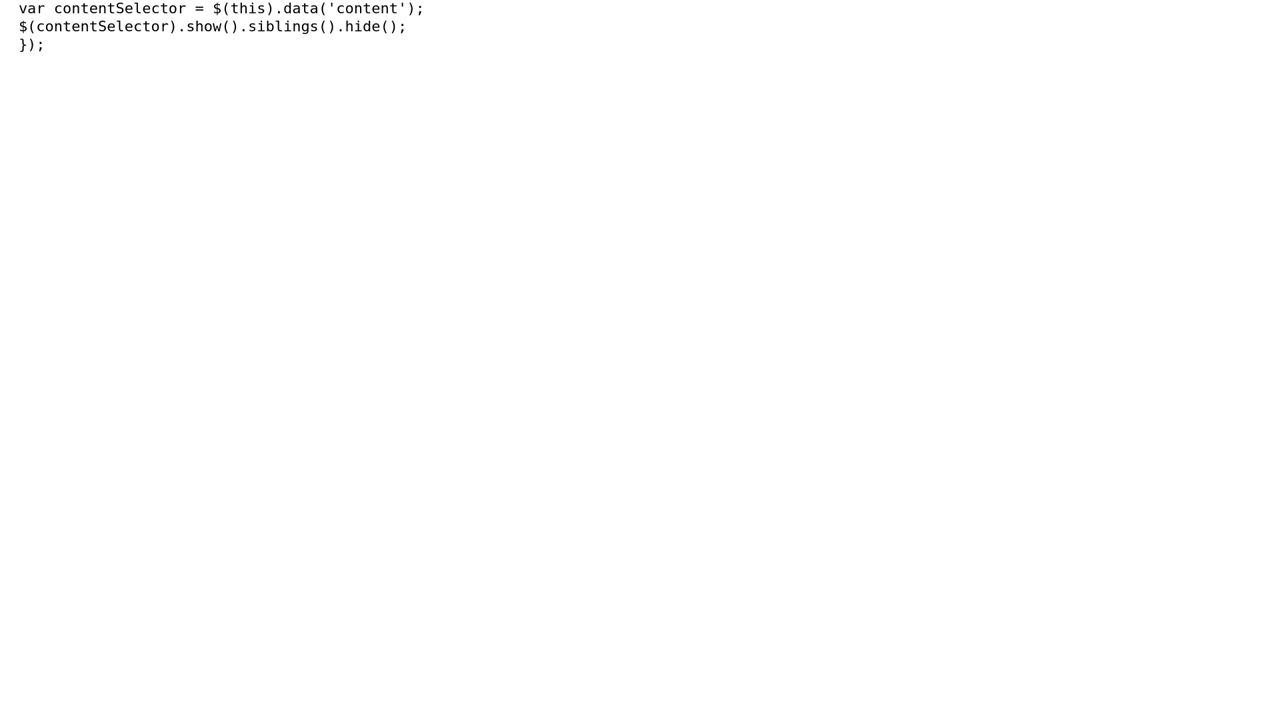 var contentSelector = $(this).data('content');
$(contentSelector).show().siblings().hide();
});